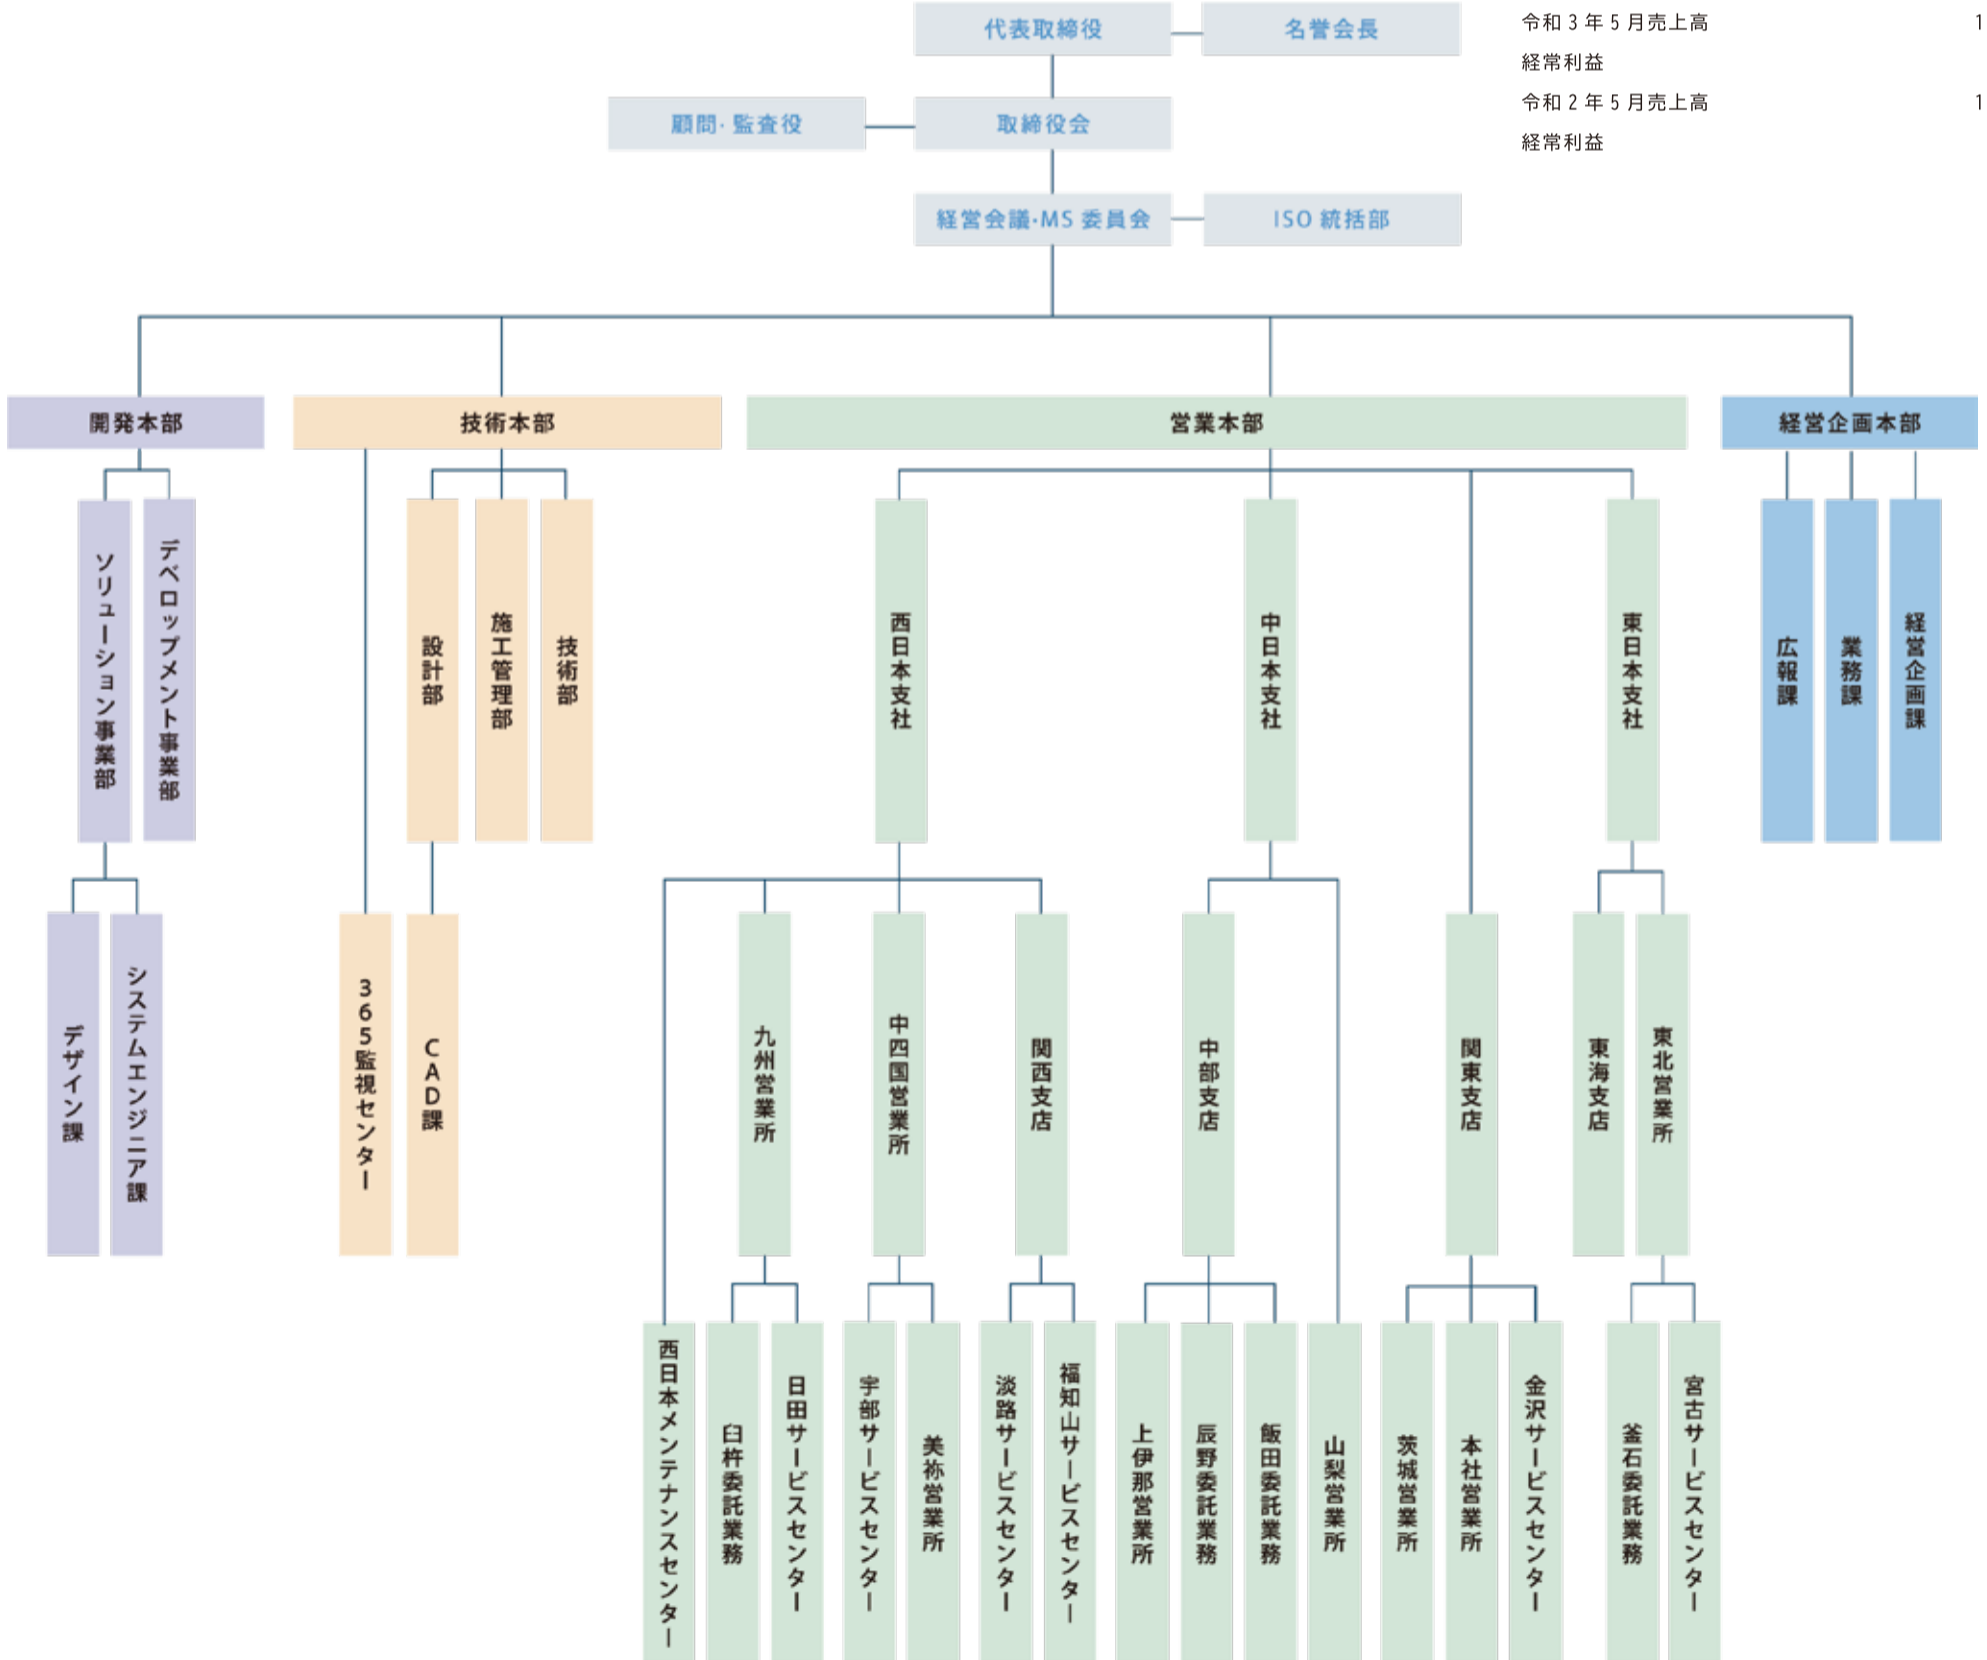 代表取締役
名誉会長
令和3年5月売上高 1
経常利益
令和2年5月売上高 1
経常利益
顧問・監査役
取締役会
経営会議・MS委員会
ISO統括部
開発本部
技術本部
営業本部
経営企画本部
ソリューション事業部
デベロップメント事業部
設計部
施工管理部
技術部
西日本支社
中日本支社
東日本支社
広報課
業務課
経営企画課
デザイン課
システムエンジニア課
365監視センター
CAD課
九州営業所
中四国営業所
関西支店
中部支店
関東支店
東海支店
東北営業所
西日本メンテナンスセンター
臼杵委託業務
日田サービスセンター
宇部サービスセンター
美祢営業所
淡路サービスセンター
福知山サービスセンター
上伊那営業所
辰野委託業務
飯田委託業務
山梨営業所
茨城営業所
本社営業所
金沢サービスセンター
釜石委託業務
宮古サービスセンター